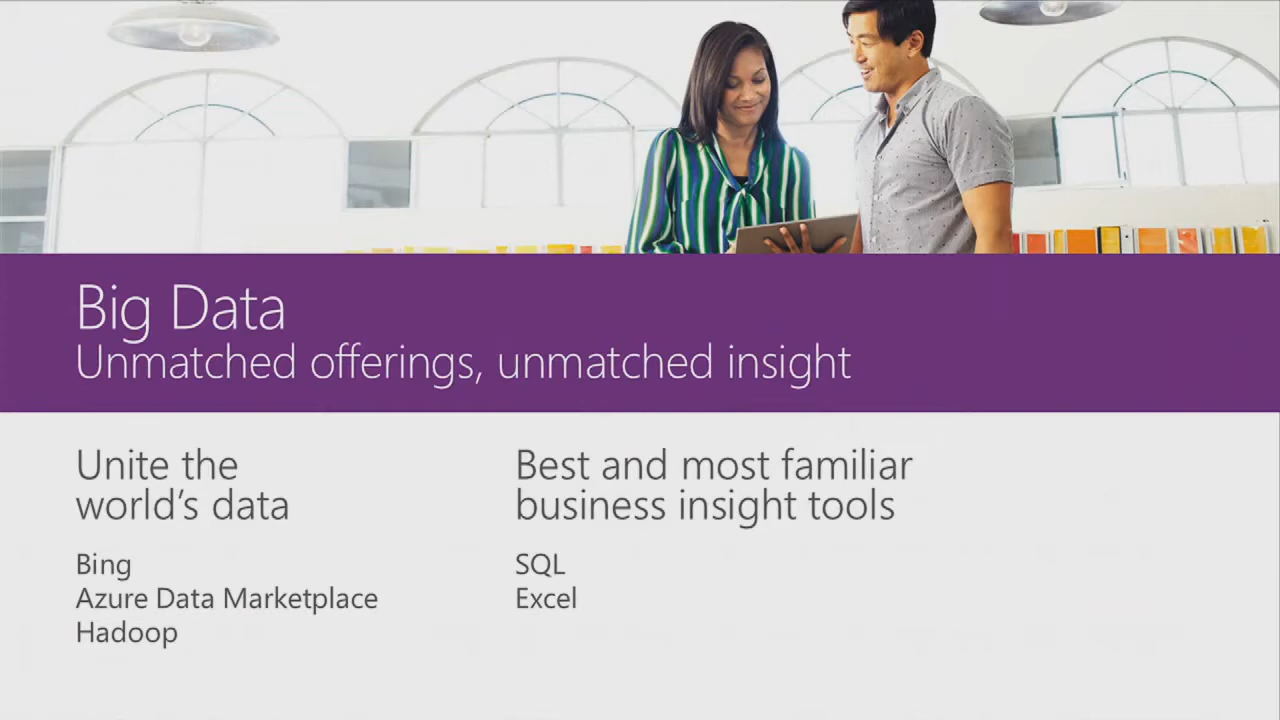 Big Data
Unmatched offerings, unmatched insight
Unite the
world's data
Bing
Azure Data Marketplace
Hadoop
Best and most familiar
business insight tools
SQL
Excel